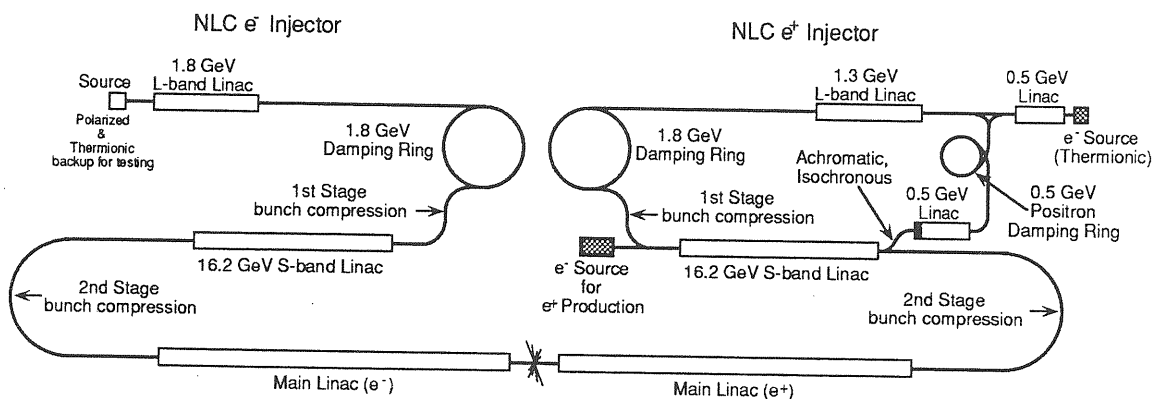 NLC e⁻ Injector
NLC e⁺ Injector
1.8 GeV
L-band Linac
Source
Polarized
&
Thermionic
backup for testing
1.8 GeV
Damping Ring
1st Stage
bunch compression
16.2 GeV S-band Linac
2nd Stage
bunch compression
Main Linac (e⁻)
1.3 GeV
L-band Linac
0.5 GeV
Linac
e⁻ Source
(Thermionic)
1.8 GeV
Damping Ring
Achromatic,
Isochronous
0.5 GeV
Linac
0.5 GeV
Positron
Damping Ring
1st Stage
bunch compression
e⁻ Source
for
e⁺ Production
16.2 GeV S-band Linac
2nd Stage
bunch compression
Main Linac (e⁺)